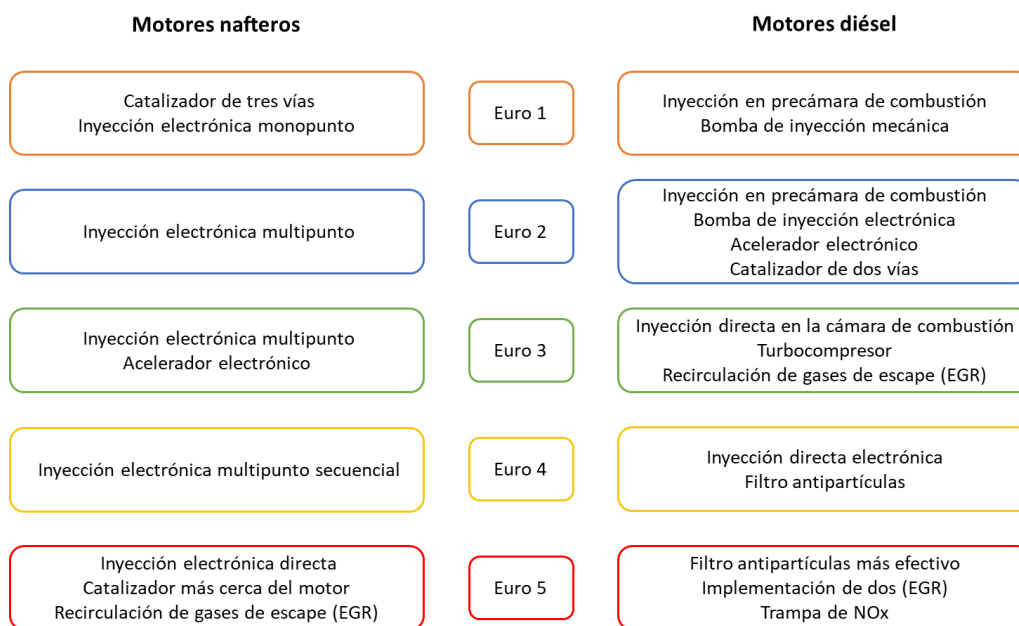 Motores nafteros
Motores diésel
Catalizador de tres vías
Inyección electrónica monopunto
Euro 1
Inyección en precámara de combustión
Bomba de inyección mecánica
Inyección electrónica multipunto
Euro 2
Inyección en precámara de combustión
Bomba de inyección electrónica
Acelerador electrónico
Catalizador de dos vías
Inyección electrónica multipunto
Acelerador electrónico
Euro 3
Inyección directa en la cámara de combustión
Turbocompresor
Recirculación de gases de escape (EGR)
Inyección electrónica multipunto secuencial
Euro 4
Inyección directa electrónica
Filtro antipartículas
Inyección electrónica directa
Catalizador más cerca del motor
Recirculación de gases de escape (EGR)
Euro 5
Filtro antipartículas más efectivo
Implementación de dos (EGR)
Trampa de NOx